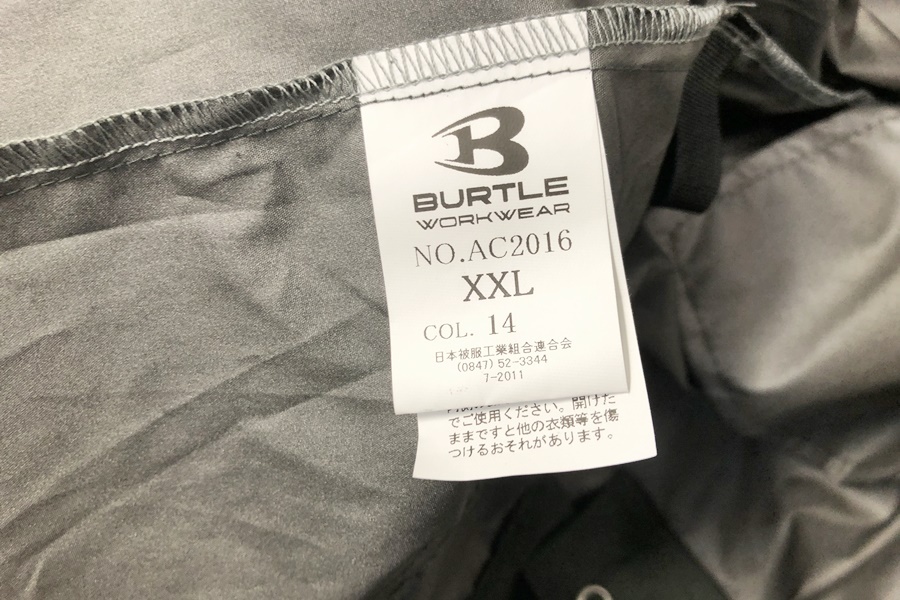 B
BURTLE
WORKWEAR
NO.AC2016
XXL
COL. 14
日本被服工業組合連合会
(0847) 52-3344
7-2011
でご使用ください。開けた
ままですと他の衣類等を傷
つけるおそれがあります。